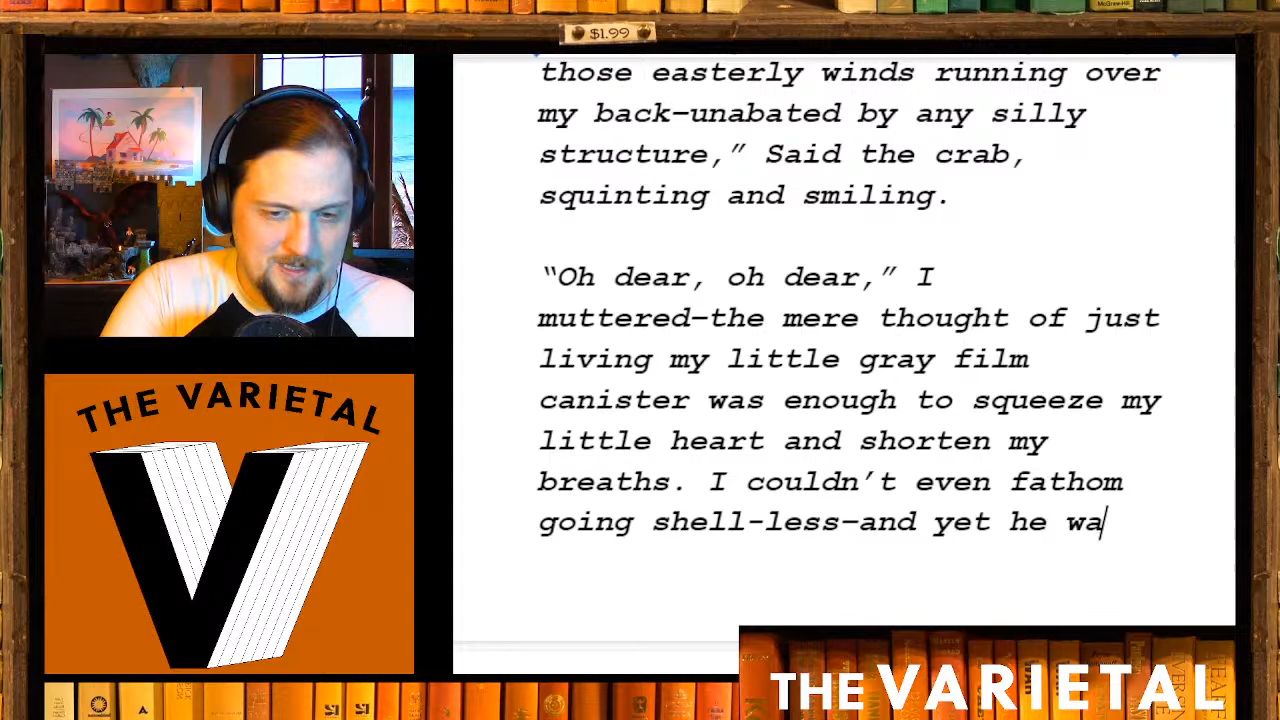 McGraw-Hill
$1.99
those easterly winds running over
my back–unabated by any silly
structure,” Said the crab,
squinting and smiling.
“Oh dear, oh dear,” I
muttered–the mere thought of just
living my little gray film
canister was enough to squeeze my
little heart and shorten my
breaths. I couldn’t even fathom
going shell-less–and yet he wa
THE VARIETAL
V
THE VARIETAL